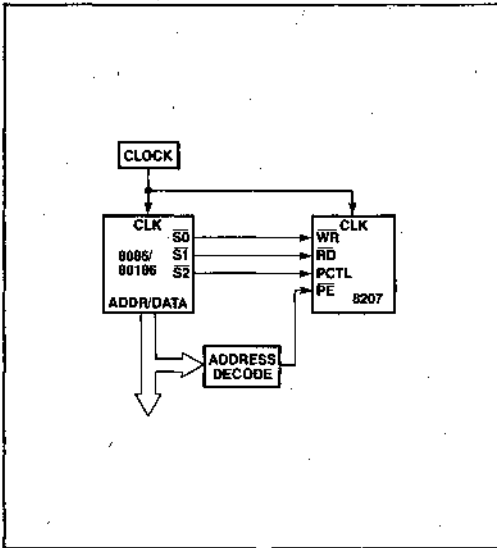 CLOCK
CLK
S0
8086/
80186
S1
S2
ADDR/DATA
CLK
WR
RD
PCTL
PE
8207
ADDRESS
DECODE